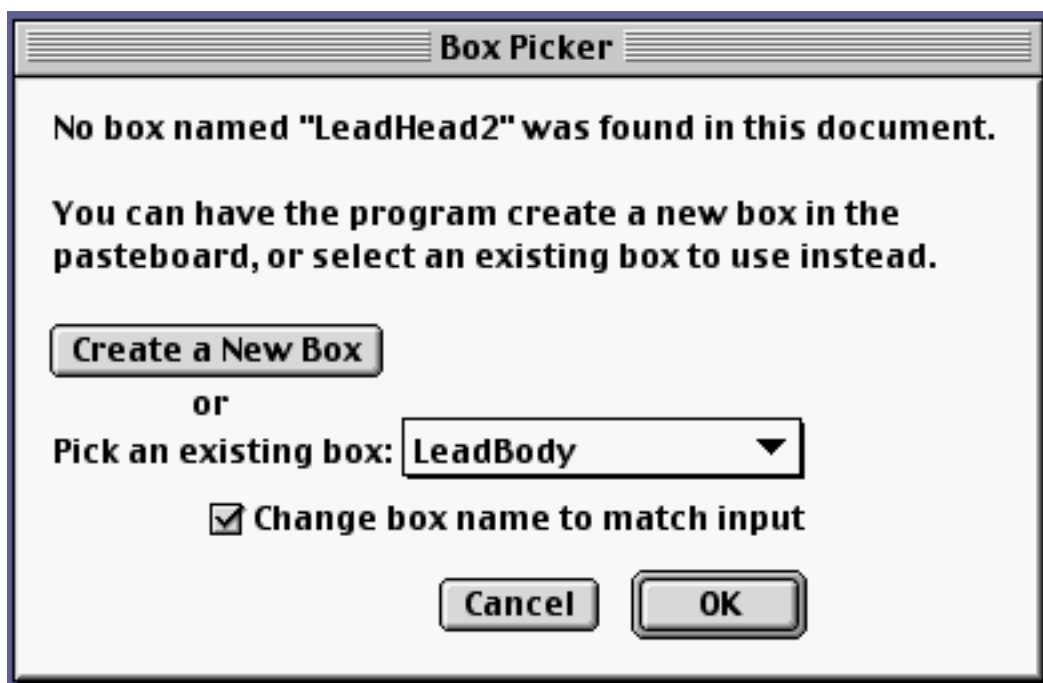 Box Picker
No box named "LeadHead2" was found in this document.
You can have the program create a new box in the
pasteboard, or select an existing box to use instead.
Create a New Box
or
Pick an existing box: LeadBody
Change box name to match input
Cancel OK